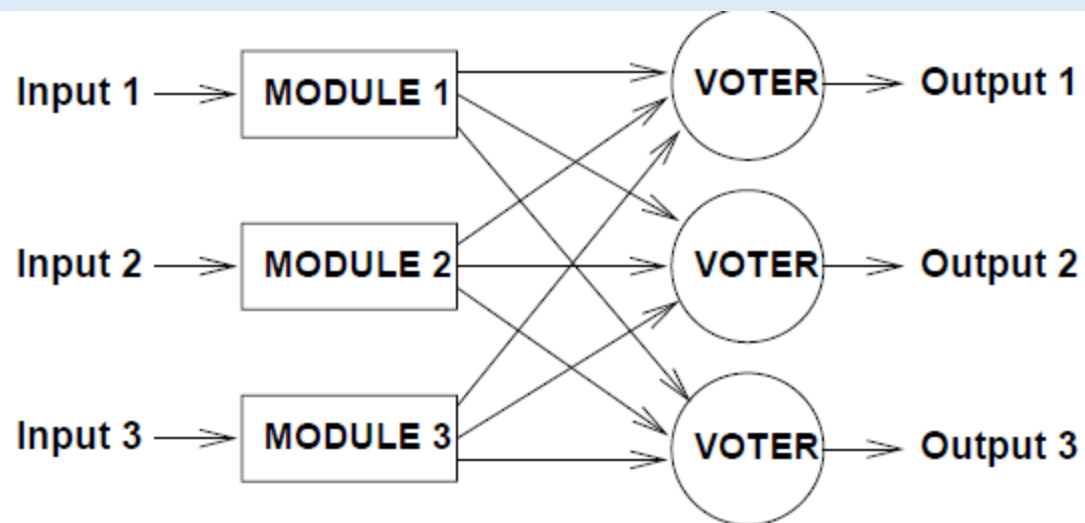 Input 1 MODULE 1 VOTER Output 1
Input 2 MODULE 2 VOTER Output 2
Input 3 MODULE 3 VOTER Output 3